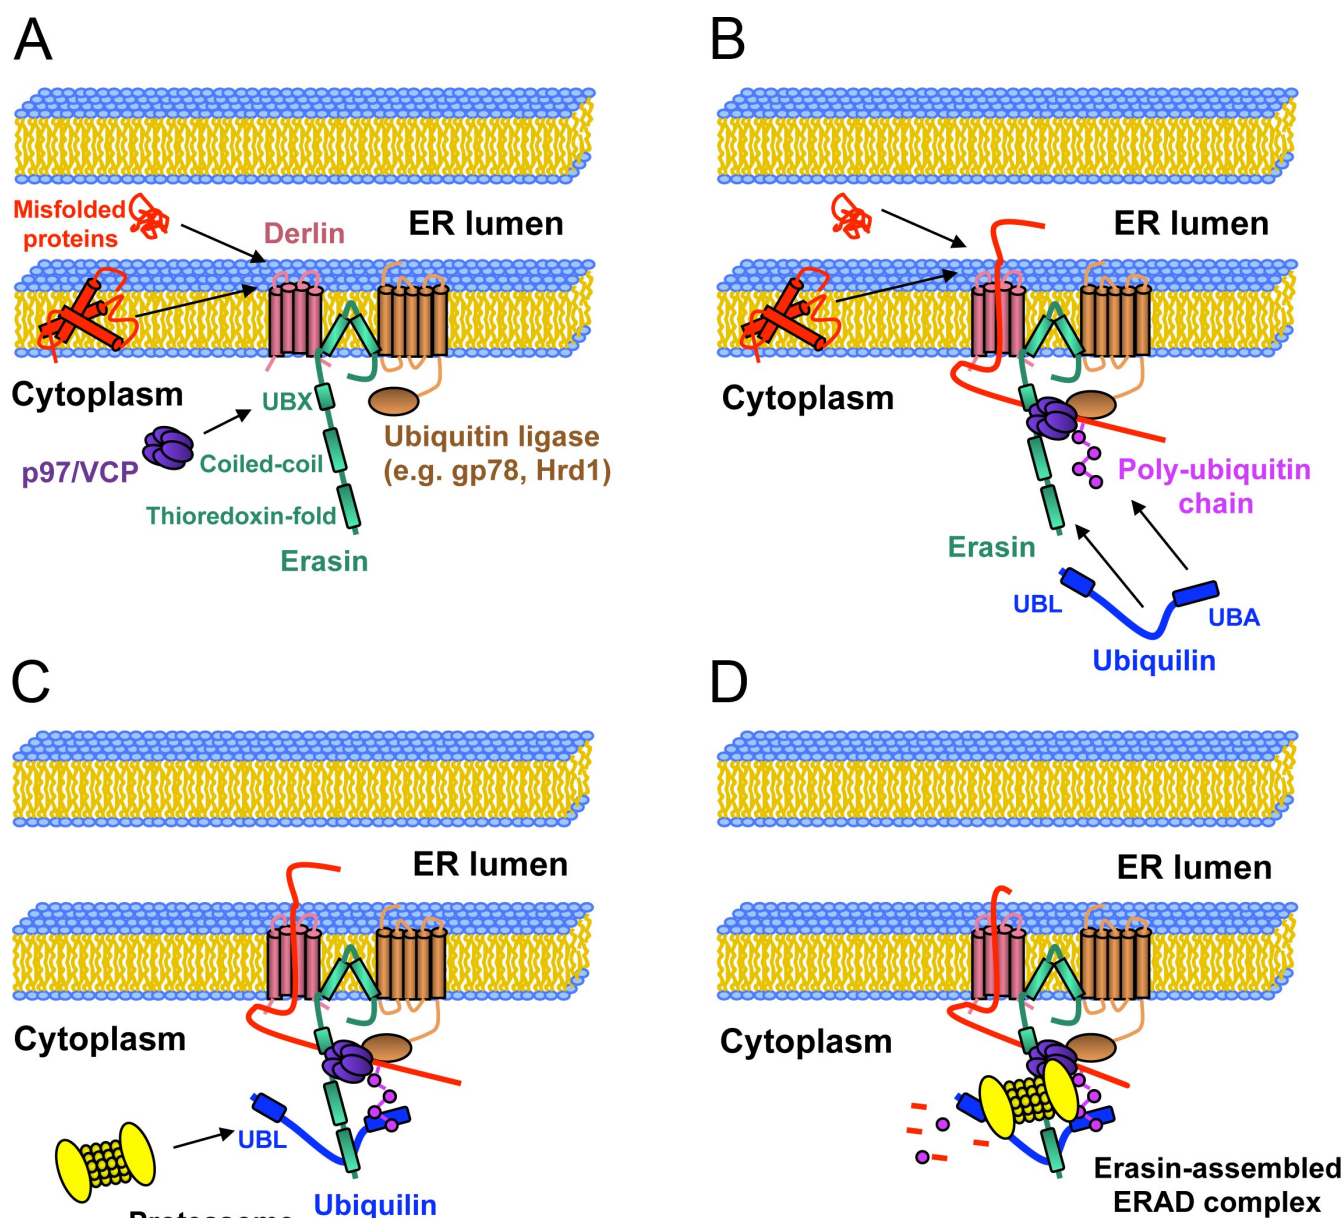 A
Misfolded
proteins
Derlin
ER lumen
Cytoplasm
UBX
p97/VCP
Coiled-coil
Ubiquitin ligase
(e.g. gp78, Hrd1)
Thioredoxin-fold
Erasin
B
ER lumen
Cytoplasm
Poly-ubiquitin
chain
Erasin
UBL
UBA
Ubiquilin
C
ER lumen
Cytoplasm
UBL
Ubiquilin
Proteasome
D
ER lumen
Cytoplasm
Erasin-assembled
ERAD complex